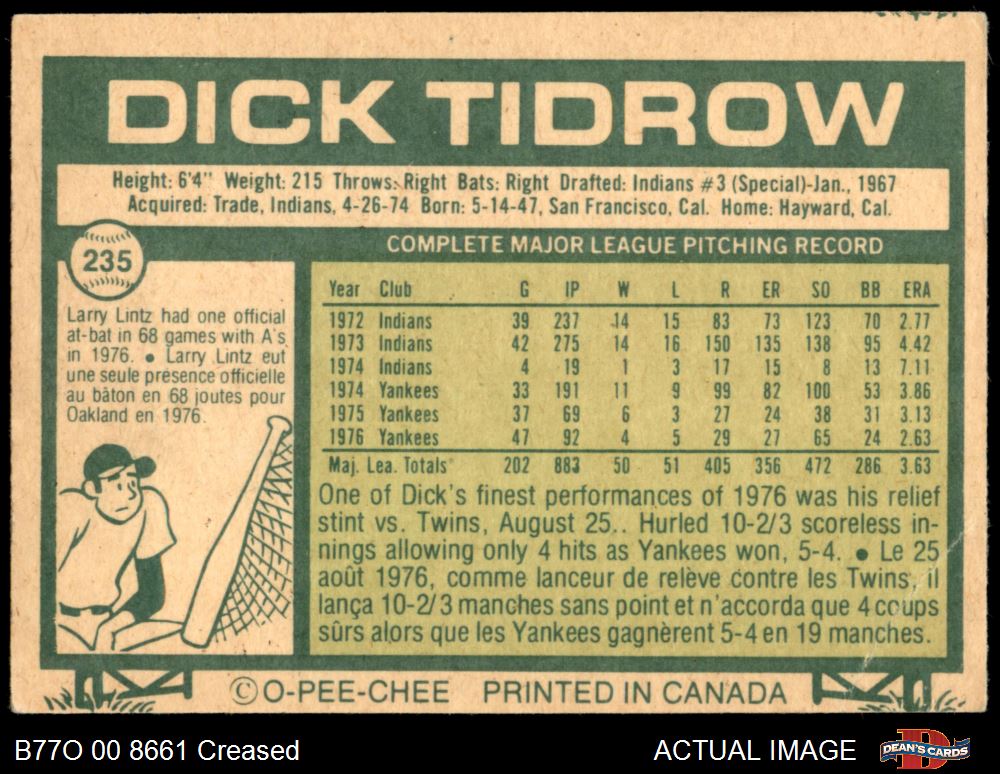 DICK TIDROW
Height: 6'4" Weight: 215 Throws: Right Bats: Right Drafted: Indians #3 (Special)-Jan., 1967
Acquired: Trade, Indians, 4-26-74 Born: 5-14-47, San Francisco, Cal. Home: Hayward, Cal.
235
Larry Lintz had one official
at-bat in 68 games with A's
in 1976. ● Larry Lintz eut
une seule présence officielle
au bâton en 68 joutes pour
Oakland en 1976.
COMPLETE MAJOR LEAGUE PITCHING RECORD
Year Club G IP W L R ER SO BB ERA
1972 Indians 39 237 14 15 83 73 123 70 2.77
1973 Indians 42 275 14 16 150 135 138 95 4.42
1974 Indians 4 19 1 3 17 15 8 13 7.11
1974 Yankees 33 191 11 9 99 82 100 53 3.86
1975 Yankees 37 69 6 3 27 24 38 31 3.13
1976 Yankees 47 92 4 5 29 27 65 24 2.63
Maj. Lea. Totals 202 883 50 51 405 356 472 286 3.63
One of Dick's finest performances of 1976 was his relief
stint vs. Twins, August 25.. Hurled 10-2/3 scoreless in-
nings allowing only 4 hits as Yankees won, 5-4. ● Le 25
août 1976, comme lanceur de relève contre les Twins, il
lança 10-2/3 manches sans point et n'accorda que 4 coups
sûrs alors que les Yankees gagnèrent 5-4 en 19 manches.
©O-PEE-CHEE PRINTED IN CANADA
B77O 00 8661 Creased
ACTUAL IMAGE
DEAN'S CARDS